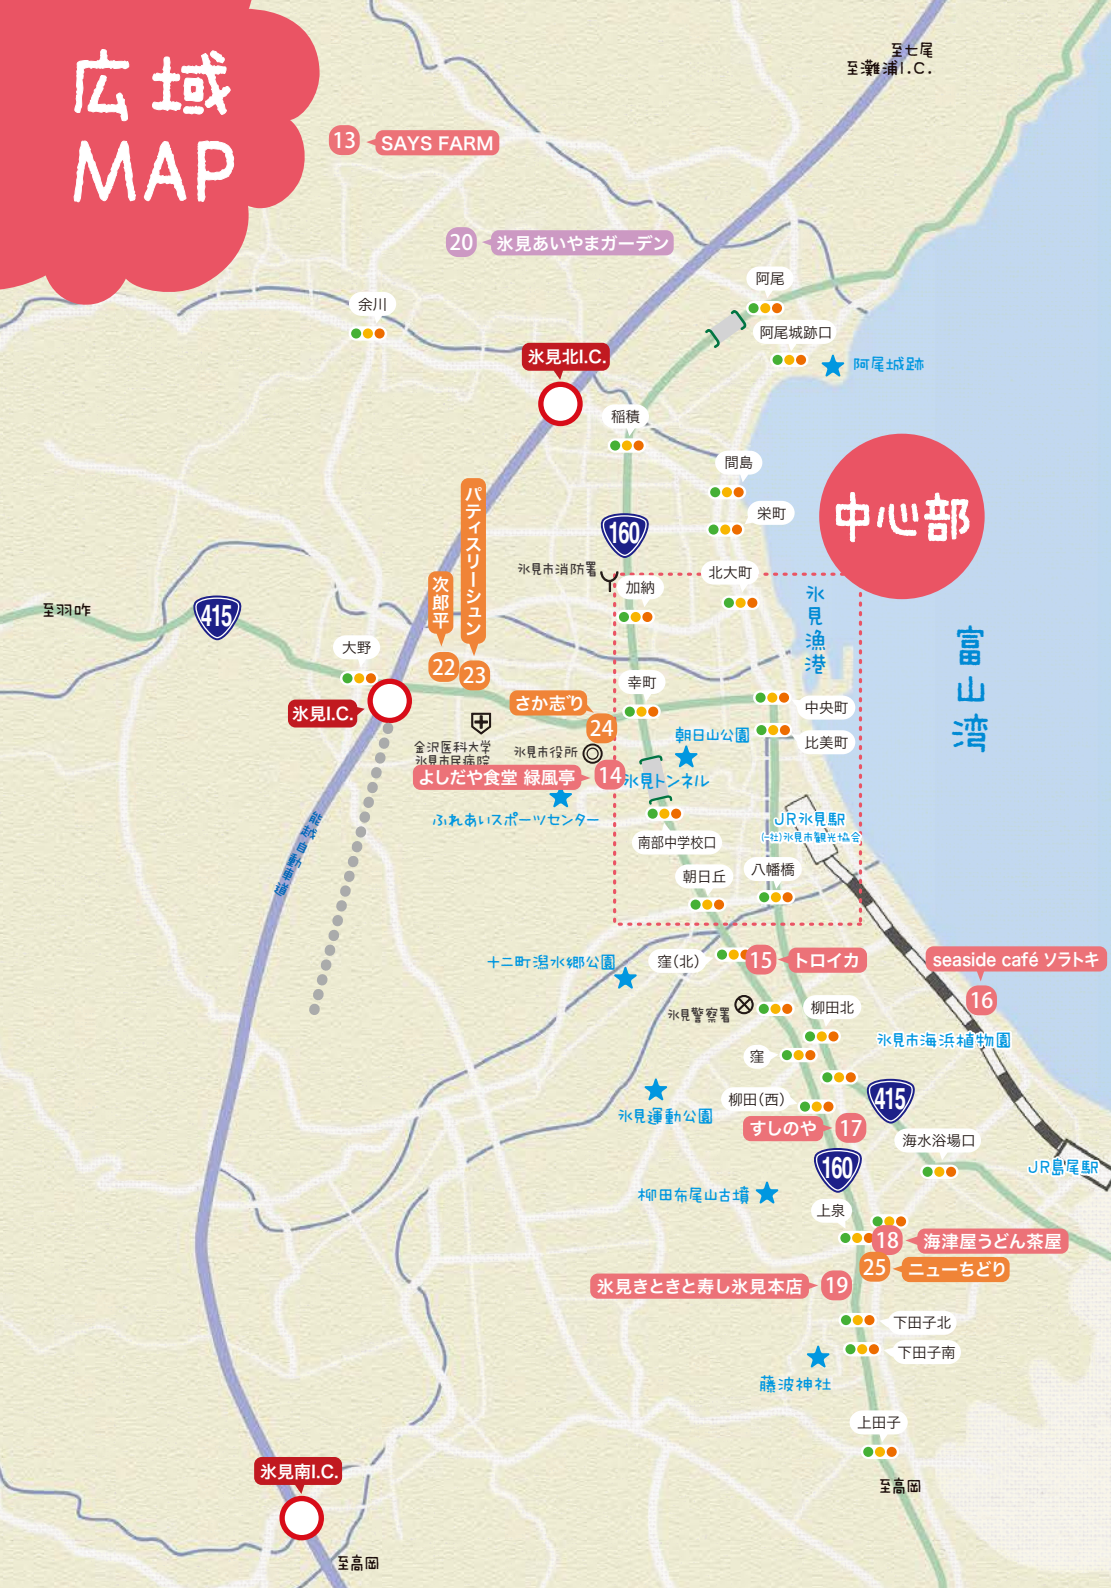 広域
MAP
至七尾
至灘浦I.C.
13
SAYS FARM
20
氷見あいやまガーデン
阿尾
余川
阿尾城跡口
氷見北I.C.
阿尾城跡
稲積
間島
中心部
栄町
160
パティスリーシュン
氷見市消防署
北大町
次郎平
加納
氷見漁港
至羽咋
415
富山湾
大野
22
23
幸町
氷見I.C.
さか志り
24
中央町
朝日山公園
比美町
金沢医科大学
氷見市民病院
氷見市役所
よしだや食堂 緑風亭
14
氷見トンネル
ふれあいスポーツセンター
JR氷見駅
(一社)氷見市観光協会
能越自動車道
南部中学校口
朝日丘
八幡橋
十二町潟水郷公園
窪(北)
15
トロイカ
seaside café ソラトキ
16
氷見警察署
柳田北
氷見市海浜植物園
窪
柳田(西)
415
氷見運動公園
すしのや
17
海水浴場口
160
JR島尾駅
柳田布尾山古墳
上泉
18
海津屋うどん茶屋
25
ニューちどり
氷見きときと寿し氷見本店
19
下田子北
下田子南
藤波神社
上田子
氷見南I.C.
至高岡
至高岡